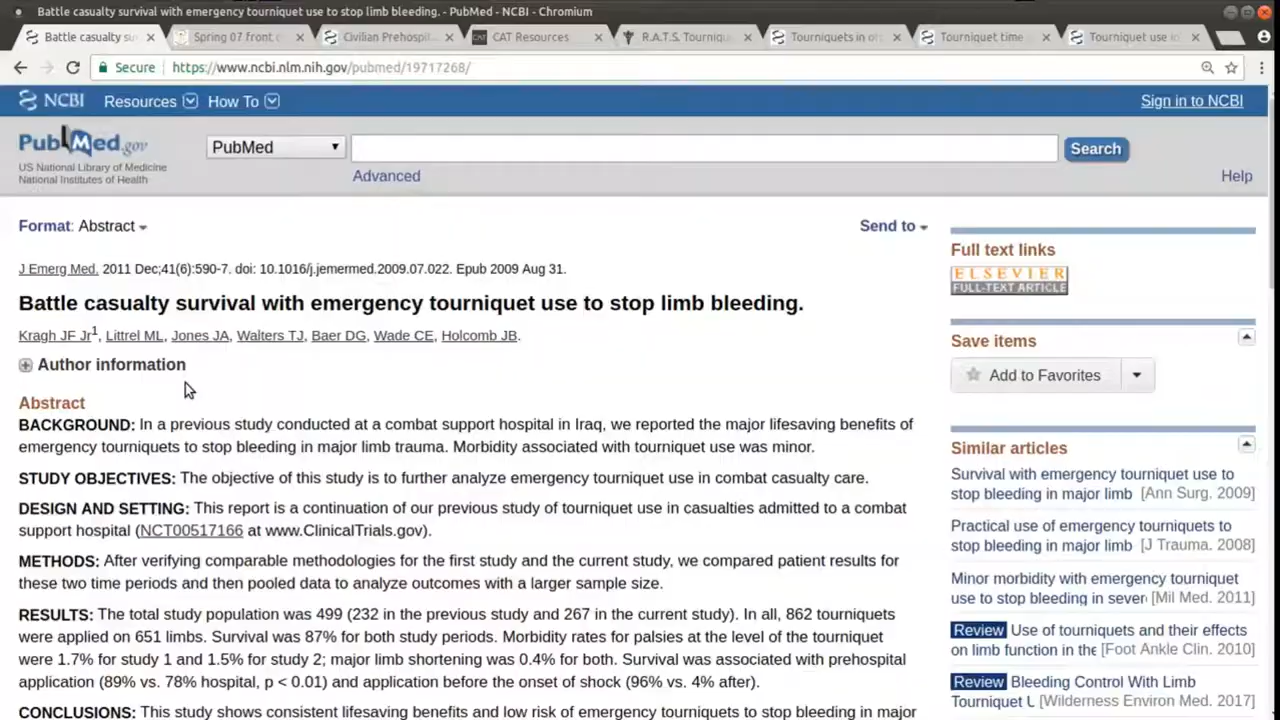 Battle casualty survival with emergency tourniquet use to stop limb bleeding. - PubMed - NCBI - Chromium
Battle casualty su
Spring 07 front
Civilian Prehospit
CAT Resources
R.A.T.S. Tourniqu
Tourniquets in
Tourniquet time
Tourniquet use
Secure https://www.ncbi.nlm.nih.gov/pubmed/19717268/
NCBI Resources How To Sign in to NCBI
PubMed.gov
US National Library of Medicine
National Institutes of Health
PubMed
Search
Advanced
Help
Format: Abstract
Send to
J Emerg Med. 2011 Dec;41(6):590-7. doi: 10.1016/j.jemermed.2009.07.022. Epub 2009 Aug 31.
Battle casualty survival with emergency tourniquet use to stop limb bleeding.
Kragh JF Jr1, Littrel ML, Jones JA, Walters TJ, Baer DG, Wade CE, Holcomb JB.
Author information
Abstract
BACKGROUND: In a previous study conducted at a combat support hospital in Iraq, we reported the major lifesaving benefits of
emergency tourniquets to stop bleeding in major limb trauma. Morbidity associated with tourniquet use was minor.
STUDY OBJECTIVES: The objective of this study is to further analyze emergency tourniquet use in combat casualty care.
DESIGN AND SETTING: This report is a continuation of our previous study of tourniquet use in casualties admitted to a combat
support hospital (NCT00517166 at www.ClinicalTrials.gov).
METHODS: After verifying comparable methodologies for the first study and the current study, we compared patient results for
these two time periods and then pooled data to analyze outcomes with a larger sample size.
RESULTS: The total study population was 499 (232 in the previous study and 267 in the current study). In all, 862 tourniquets
were applied on 651 limbs. Survival was 87% for both study periods. Morbidity rates for palsies at the level of the tourniquet
were 1.7% for study 1 and 1.5% for study 2; major limb shortening was 0.4% for both. Survival was associated with prehospital
application (89% vs. 78% hospital, p < 0.01) and application before the onset of shock (96% vs. 4% after).
CONCLUSIONS: This study shows consistent lifesaving benefits and low risk of emergency tourniquets to stop bleeding in major
Full text links
ELSEVIER
FULL-TEXT ARTICLE
Save items
Add to Favorites
Similar articles
Survival with emergency tourniquet use to
stop bleeding in major limb [Ann Surg. 2009]
Practical use of emergency tourniquets to
stop bleeding in major limb [J Trauma. 2008]
Minor morbidity with emergency tourniquet
use to stop bleeding in sever [Mil Med. 2011]
Review Use of tourniquets and their effects
on limb function in the [Foot Ankle Clin. 2010]
Review Bleeding Control With Limb
Tourniquet U [Wilderness Environ Med. 2017]